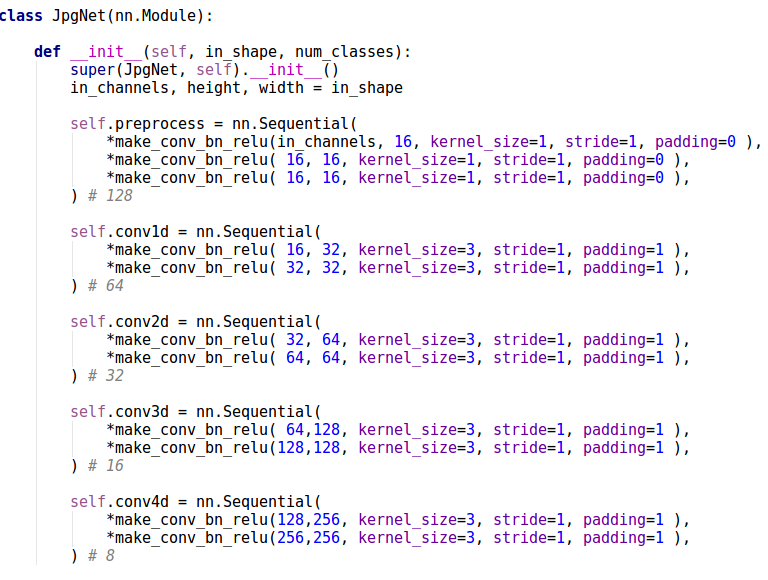 class JpgNet(nn.Module):
def __init__(self, in_shape, num_classes):
super(JpgNet, self).__init__()
in_channels, height, width = in_shape
self.preprocess = nn.Sequential(
*make_conv_bn_relu(in_channels, 16, kernel_size=1, stride=1, padding=0 ),
*make_conv_bn_relu( 16, 16, kernel_size=1, stride=1, padding=0 ),
*make_conv_bn_relu( 16, 16, kernel_size=1, stride=1, padding=0 ),
) # 128
self.conv1d = nn.Sequential(
*make_conv_bn_relu( 16, 32, kernel_size=3, stride=1, padding=1 ),
*make_conv_bn_relu( 32, 32, kernel_size=3, stride=1, padding=1 ),
) # 64
self.conv2d = nn.Sequential(
*make_conv_bn_relu( 32, 64, kernel_size=3, stride=1, padding=1 ),
*make_conv_bn_relu( 64, 64, kernel_size=3, stride=1, padding=1 ),
) # 32
self.conv3d = nn.Sequential(
*make_conv_bn_relu( 64,128, kernel_size=3, stride=1, padding=1 ),
*make_conv_bn_relu(128,128, kernel_size=3, stride=1, padding=1 ),
) # 16
self.conv4d = nn.Sequential(
*make_conv_bn_relu(128,256, kernel_size=3, stride=1, padding=1 ),
*make_conv_bn_relu(256,256, kernel_size=3, stride=1, padding=1 ),
) # 8